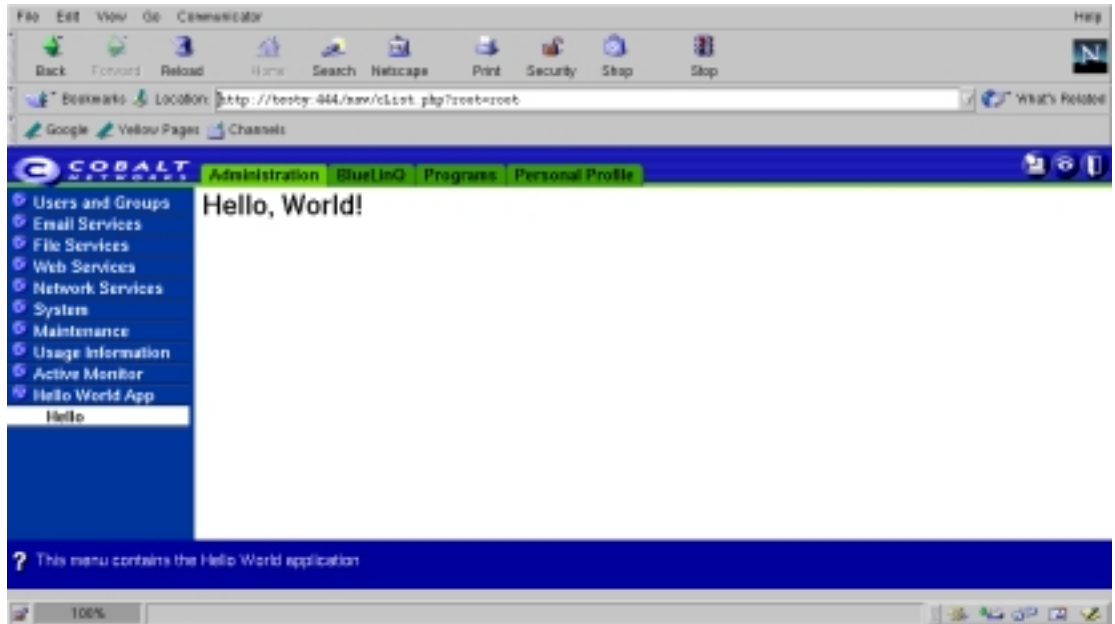 File Edit View Go Communicator Help
Back Forward Reload Home Search Netscape Print Security Shop Stop
N
Bookmarks Location: http://testy:444/nav/cList.php?root=root What's Related
Google Yellow Pages Channels
COBALT
NETWORKS
Administration BlueLinQ Programs Personal Profile
Users and Groups
Email Services
File Services
Web Services
Network Services
System
Maintenance
Usage Information
Active Monitor
Hello World App
Hello
Hello, World!
? This menu contains the Hello World application
100%